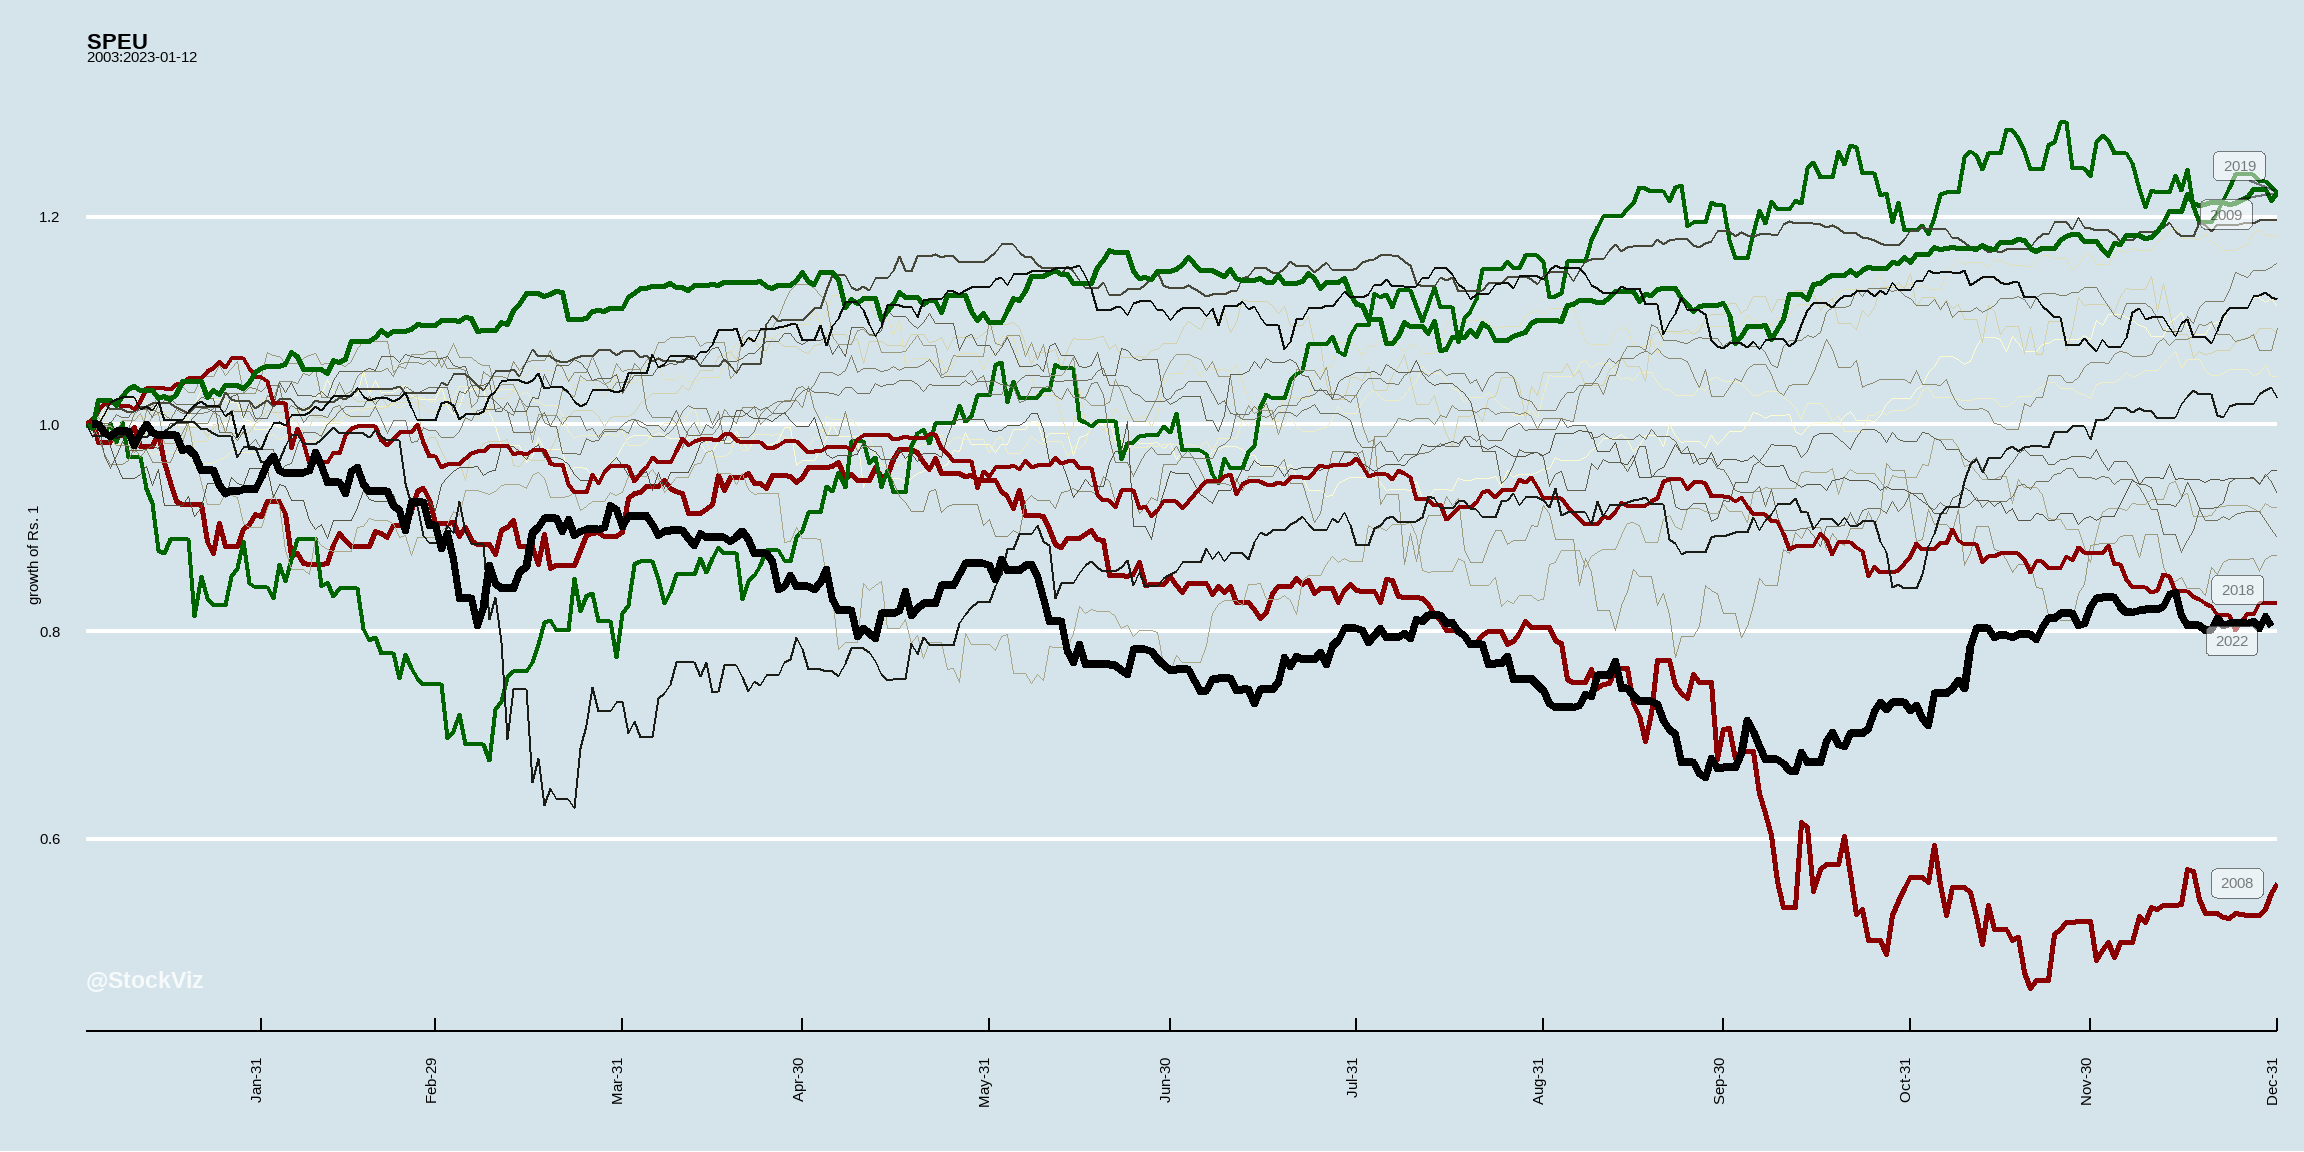 SPEU
2003:2023-01-12
growth of Rs. 1
1.2
1.0
0.8
0.6
2019
2009
2018
2022
2008
@StockViz
Jan-31
Feb-29
Mar-31
Apr-30
May-31
Jun-30
Jul-31
Aug-31
Sep-30
Oct-31
Nov-30
Dec-31